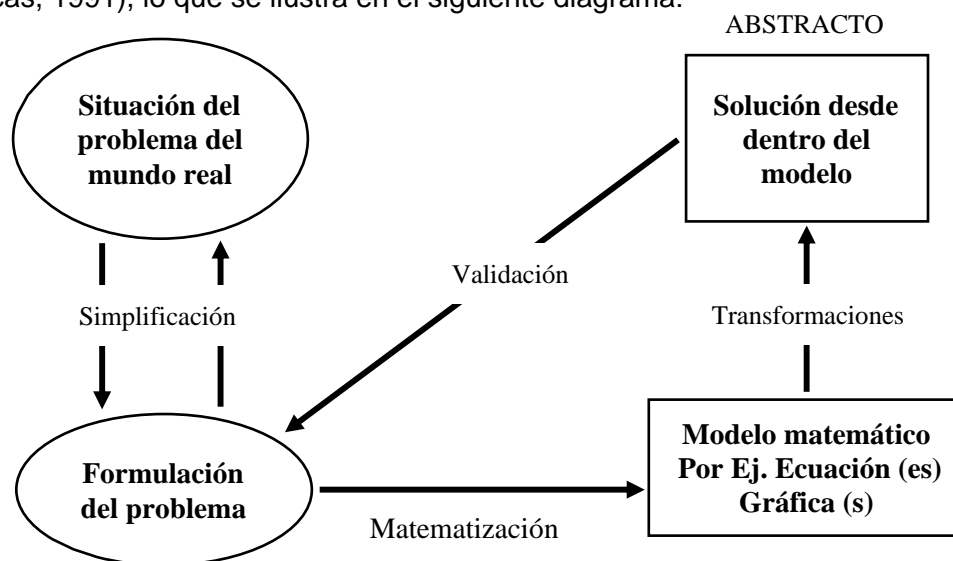 1991), lo que se ilustra en el siguiente diagrama:
ABSTRACTO
Situación del
problema del
mundo real
Solución desde
dentro del
modelo
Validación
Simplificación
Transformaciones
Formulación
del problema
Modelo matemático
Por Ej. Ecuación (es)
Gráfica (s)
Matematización